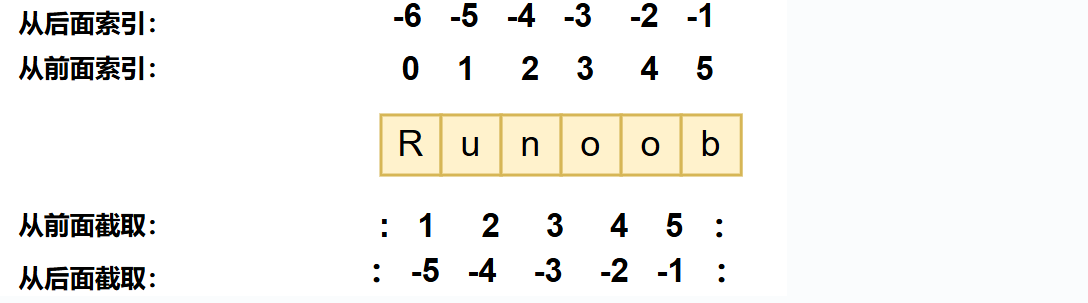 从后面索引: -6 -5 -4 -3 -2 -1
从前面索引: 0 1 2 3 4 5
R u n o o b
从前面截取: : 1 2 3 4 5 :
从后面截取: : -5 -4 -3 -2 -1 :